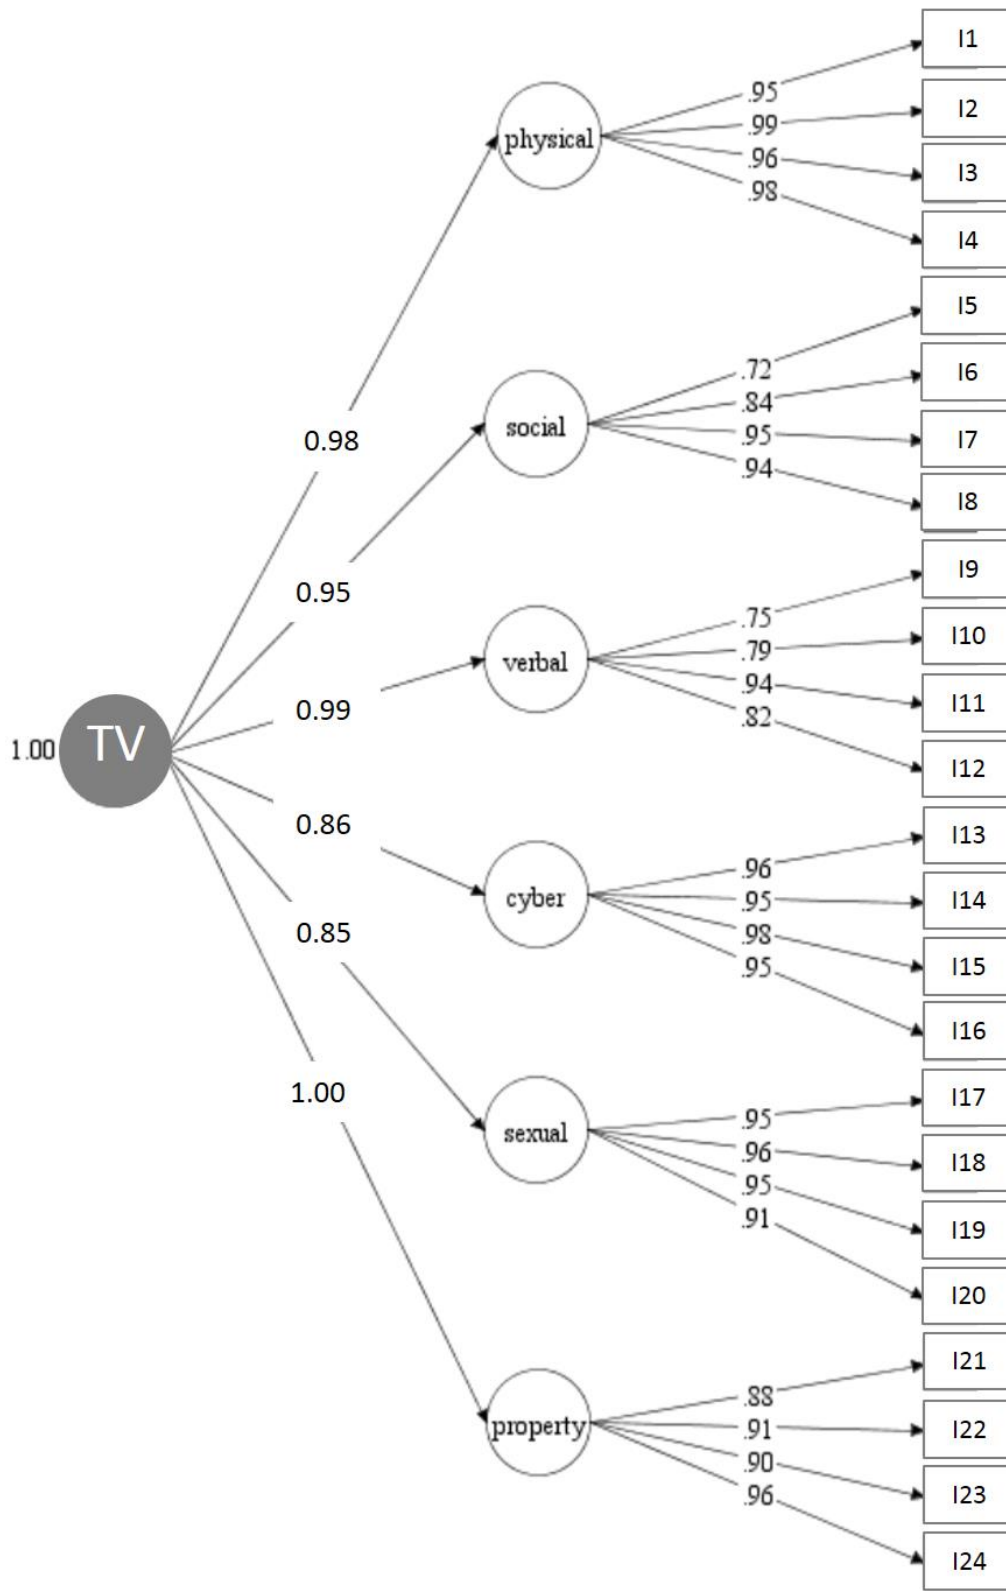 I1
.95
I2
physical
.99
.96
I3
.98
I4
I5
.72
I6
.84
0.98
social
.95
I7
.94
I8
I9
0.95
.75
I10
verbal
.79
.94
I11
0.99
.82
1.00
TV
I12
0.86
I13
.96
cyber
.95
I14
0.85
.98
I15
.95
I16
1.00
I17
.95
sexual
.96
I18
.95
I19
.91
I20
I21
.88
property
.91
I22
.90
I23
.96
I24